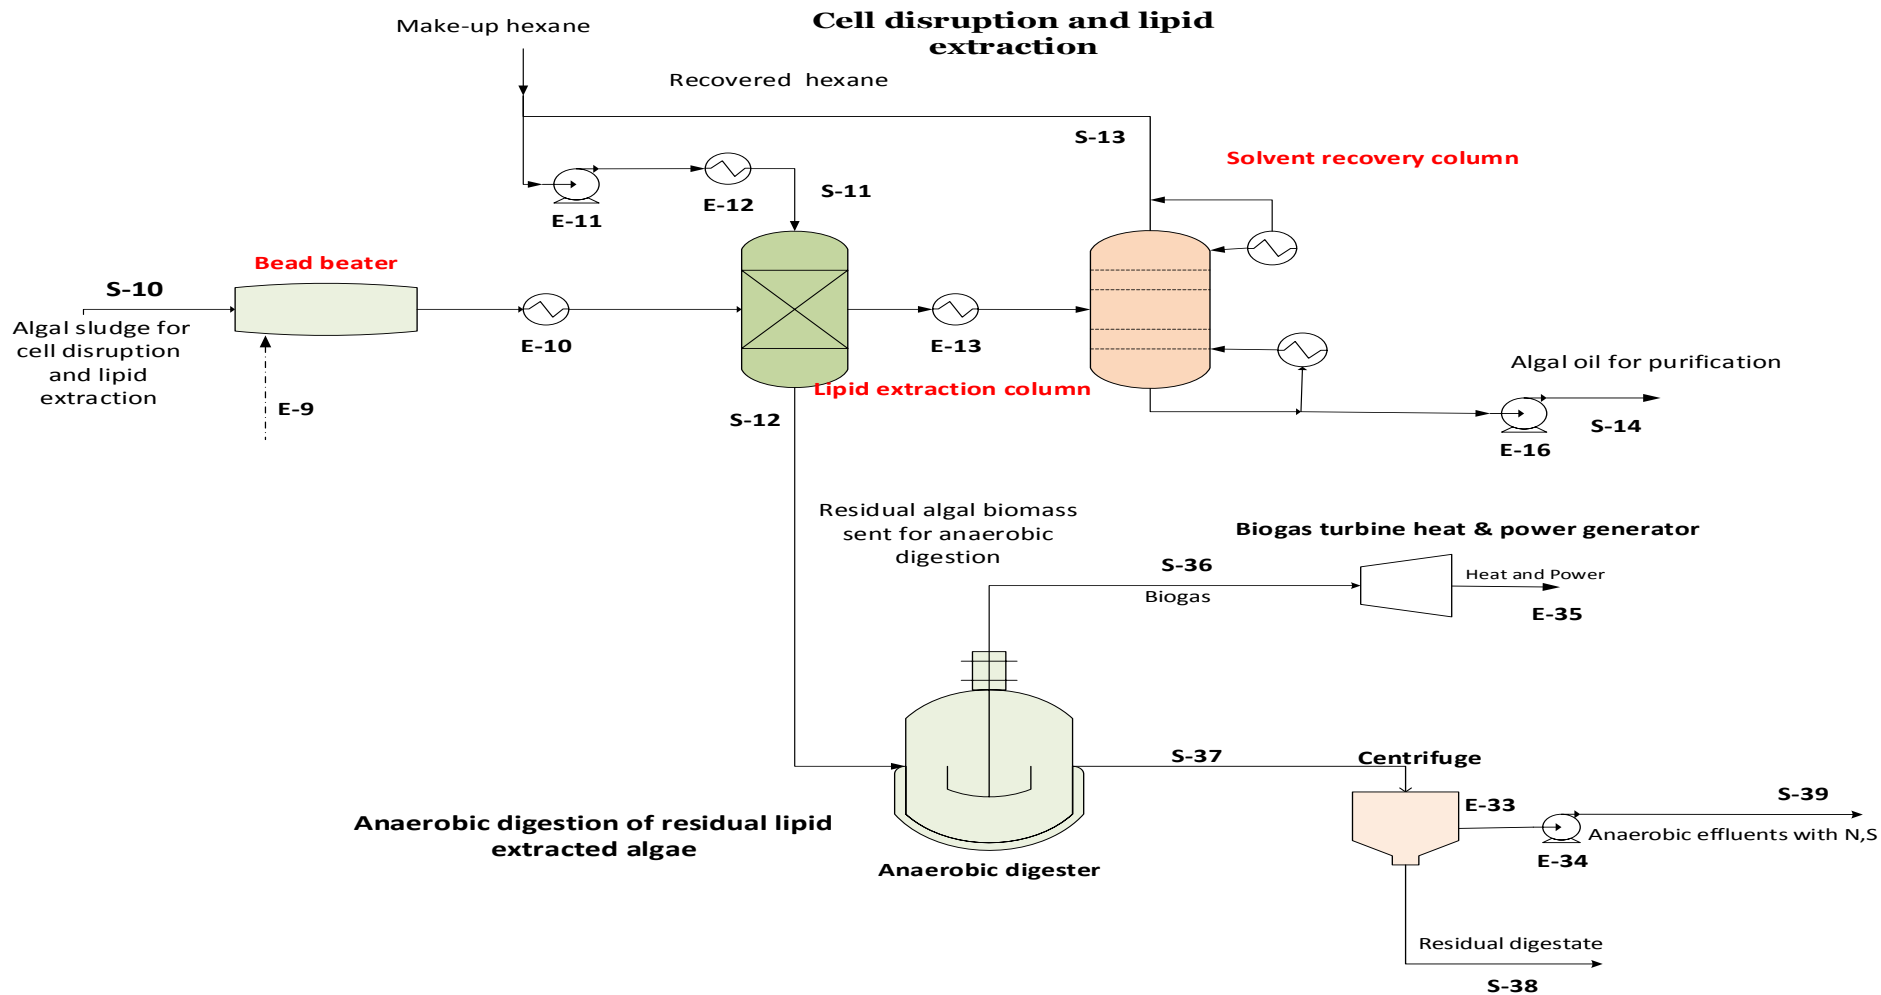 Make-up hexane
Cell disruption and lipid
extraction
Recovered hexane
S-13
Solvent recovery column
S-11
E-11
E-12
Bead beater
S-10
Algal sludge for
cell disruption
and lipid
extraction
E-9
E-10
E-13
Lipid extraction column
S-12
Algal oil for purification
S-14
E-16
Residual algal biomass
sent for anaerobic
digestion
Biogas turbine heat & power generator
S-36
Biogas
Heat and Power
E-35
S-37
Centrifuge
E-33
S-39
Anaerobic effluents with N,S
E-34
Anaerobic digestion of residual lipid
extracted algae
Anaerobic digester
Residual digestate
S-38